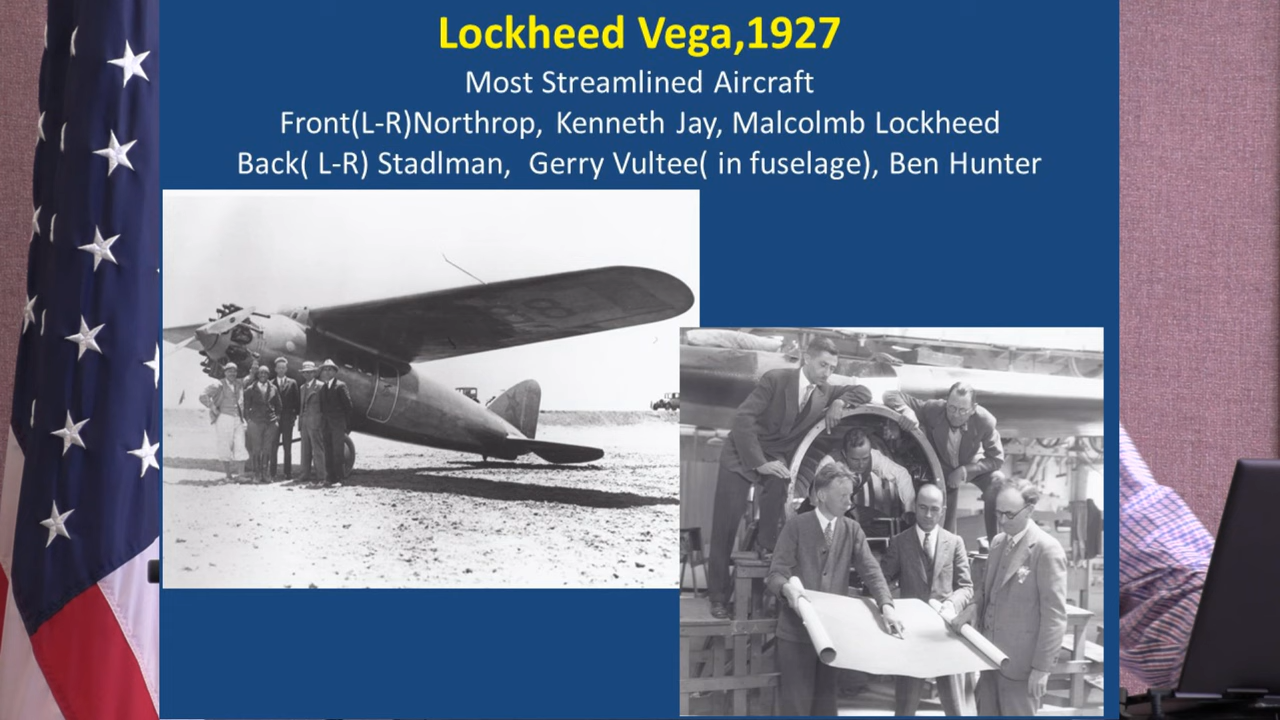 Lockheed Vega,1927
Most Streamlined Aircraft
Front(L-R)Northrop, Kenneth Jay, Malcolmb Lockheed
Back( L-R) Stadlman, Gerry Vultee( in fuselage), Ben Hunter